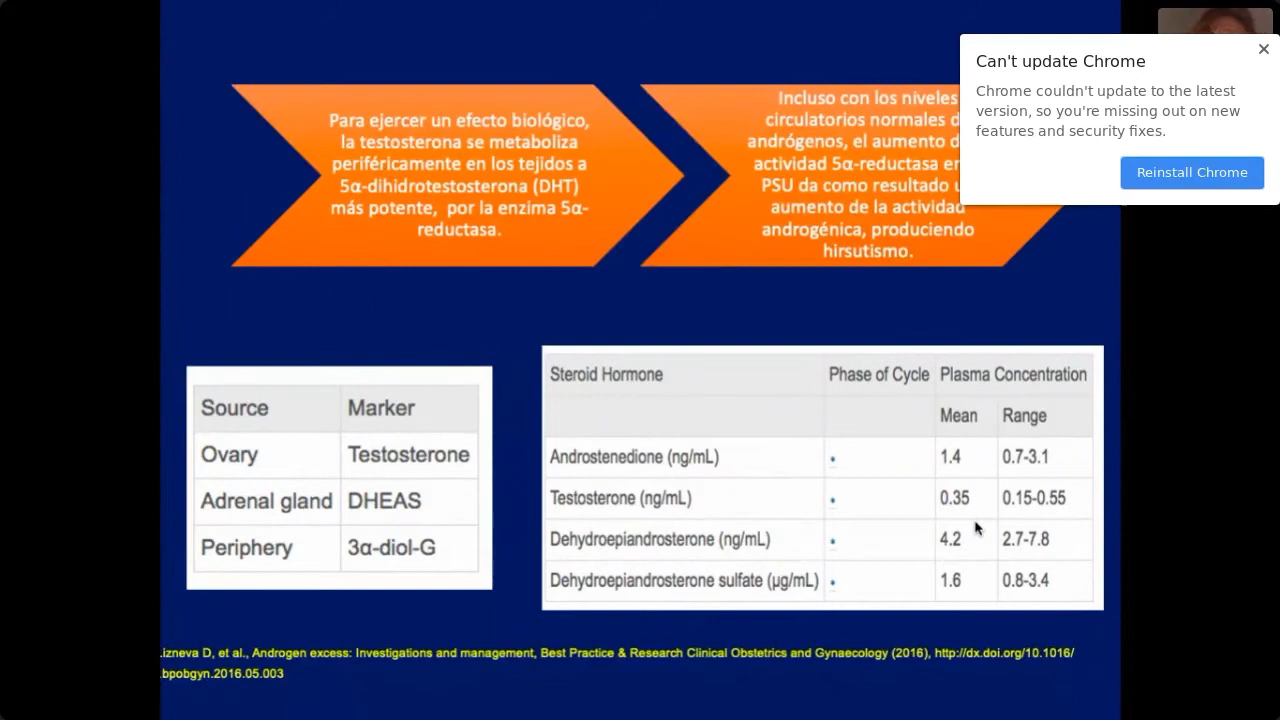 Para ejercer un efecto biológico,
la testosterona se metaboliza
periféricamente en los tejidos a
5α-dihidrotestosterona (DHT)
más potente, por la enzima 5α-
reductasa.
Incluso con los niveles
circulatorios normales
andrógenos, el aumento
actividad 5α-reductasa
PSU da como resultado
aumento de la actividad
androgénica, produciendo
hirsutismo.
Can't update Chrome
Chrome couldn't update to the latest
version, so you're missing out on new
features and security fixes.
Reinstall Chrome
Source Marker
Ovary Testosterone
Adrenal gland DHEAS
Periphery 3α-diol-G
Steroid Hormone Phase of Cycle Plasma Concentration
Mean Range
Androstenedione (ng/mL) • 1.4 0.7-3.1
Testosterone (ng/mL) • 0.35 0.15-0.55
Dehydroepiandrosterone (ng/mL) • 4.2 2.7-7.8
Dehydroepiandrosterone sulfate (µg/mL) • 1.6 0.8-3.4
izneva D, et al., Androgen excess: Investigations and management, Best Practice & Research Clinical Obstetrics and Gynaecology (2016), http://dx.doi.org/10.1016/
.bpobgyn.2016.05.003